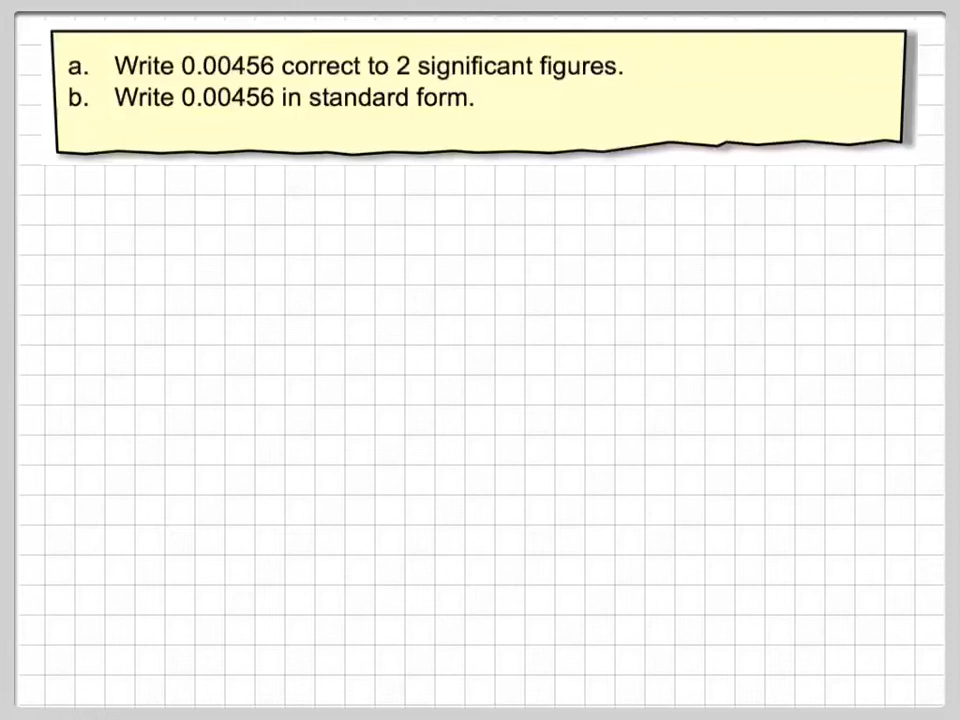 a. Write 0.00456 correct to 2 significant figures.
b. Write 0.00456 in standard form.